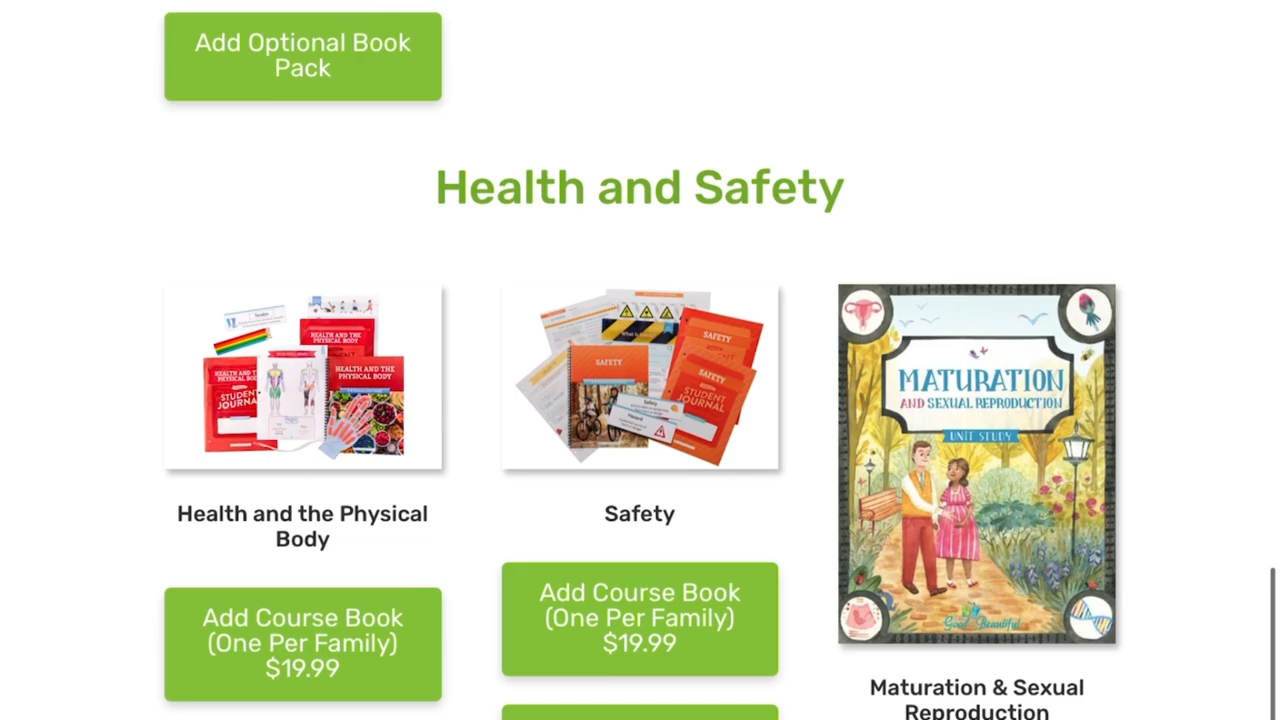 Add Optional Book
Pack
Health and Safety
HEALTH AND THE
PHYSICAL BODY
STUDENT
HEALTH AND THE
PHYSICAL BODY
SAFETY
SAFETY
SAFETY
STUDENT
JOURNAL
Safety
Hazard
MATURATION
AND SEXUAL REPRODUCTION
UNIT STUDY
Good Beautiful
Health and the Physical
Body
Safety
Add Course Book
(One Per Family)
$19.99
Add Course Book
(One Per Family)
$19.99
Maturation & Sexual
Reproduction